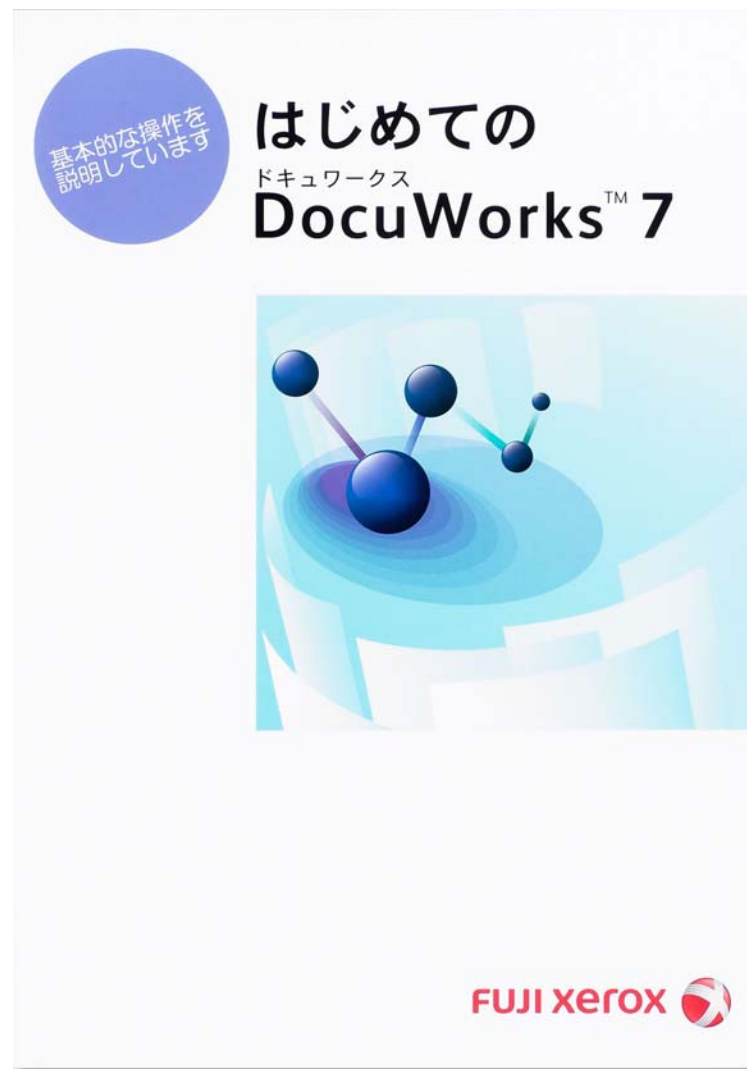 基本的な操作を
説明しています
はじめての
ドキュワークス
DocuWorks™ 7
FUJI xerox